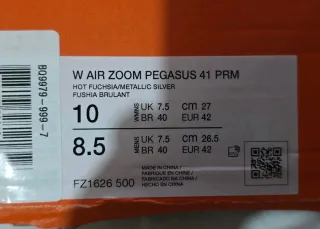 W AIR ZOOM PEGASUS 41 PRM
HOT FUCHSIA/METALLIC SILVER
FUSHIA BRULANT
10 WMNS UK 7.5 cm 27
BR 40 EUR 42
8.5 MENS UK 7.5 cm 26.5
BR 40 EUR 42
MADE IN CHINA /
FABRIQUE EN CHINE /
FABRICADO EN CHINA /
HECHO EN CHINA
FZ1626 500
B09979-999-7